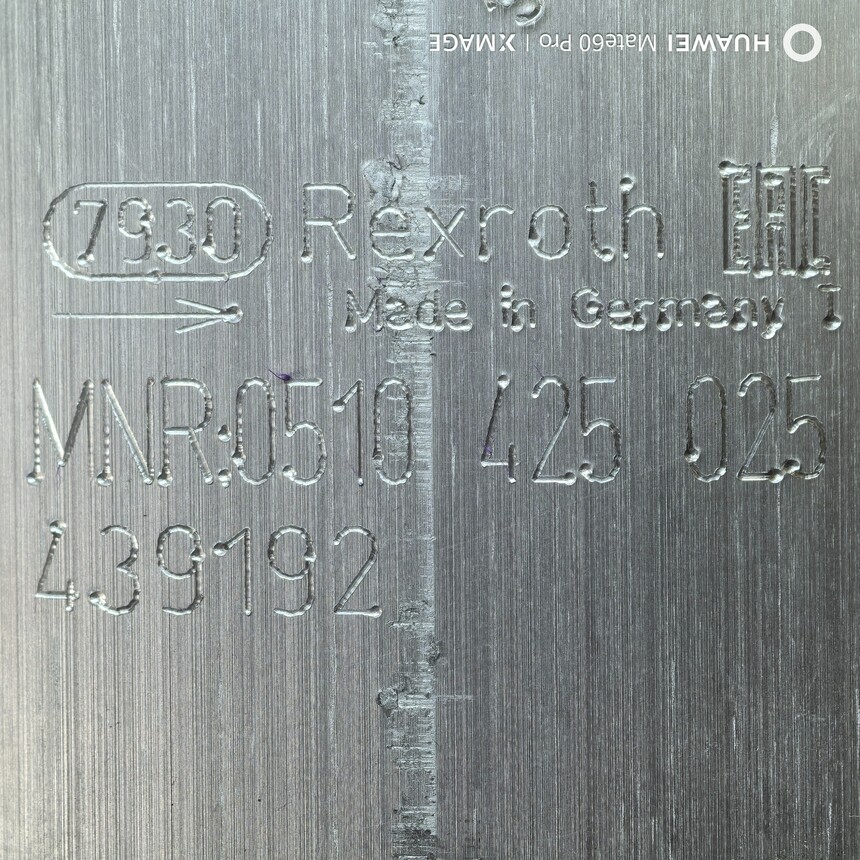 HUAWEI Mate60 Pro | XMAGE
7930 Rexroth EAC
Made in Germany T
MNR:0510 425 025
439192